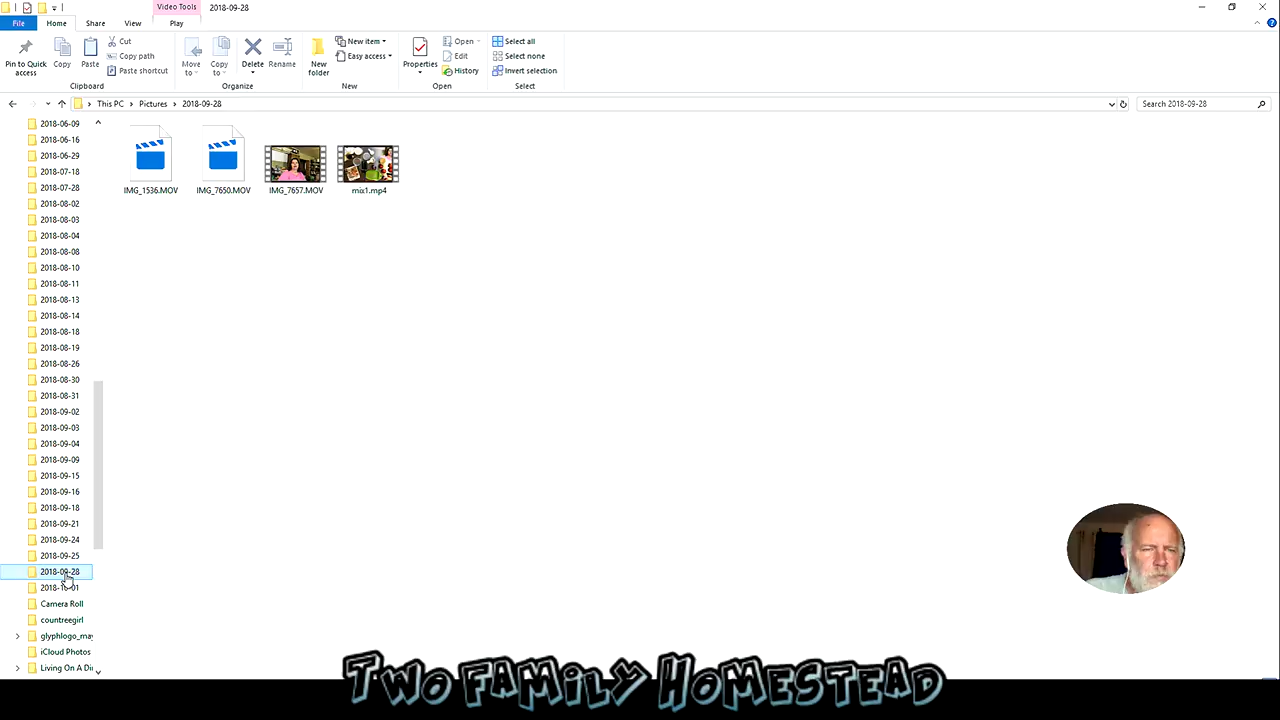 Video Tools
2018-09-28
File
Home
Share
View
Play
Pin to Quick access
Copy
Paste
Cut
Copy path
Paste shortcut
Clipboard
Move to
Copy to
Delete
Rename
Organize
New folder
New item
Easy access
New
Properties
Open
Edit
History
Open
Select all
Select none
Invert selection
Select
This PC
Pictures
2018-09-28
Search 2018-09-28
2018-06-09
2018-06-16
2018-06-29
2018-07-18
2018-07-28
2018-08-02
2018-08-03
2018-08-04
2018-08-08
2018-08-10
2018-08-11
2018-08-13
2018-08-14
2018-08-18
2018-08-19
2018-08-26
2018-08-30
2018-08-31
2018-09-02
2018-09-03
2018-09-04
2018-09-09
2018-09-15
2018-09-16
2018-09-18
2018-09-21
2018-09-24
2018-09-25
2018-09-28
2018-10-01
Camera Roll
countreegirl
glyphlogo_may
iCloud Photos
Living On A Di
IMG_1536.MOV
IMG_7650.MOV
IMG_7657.MOV
mix1.mp4
Two Family Homestead